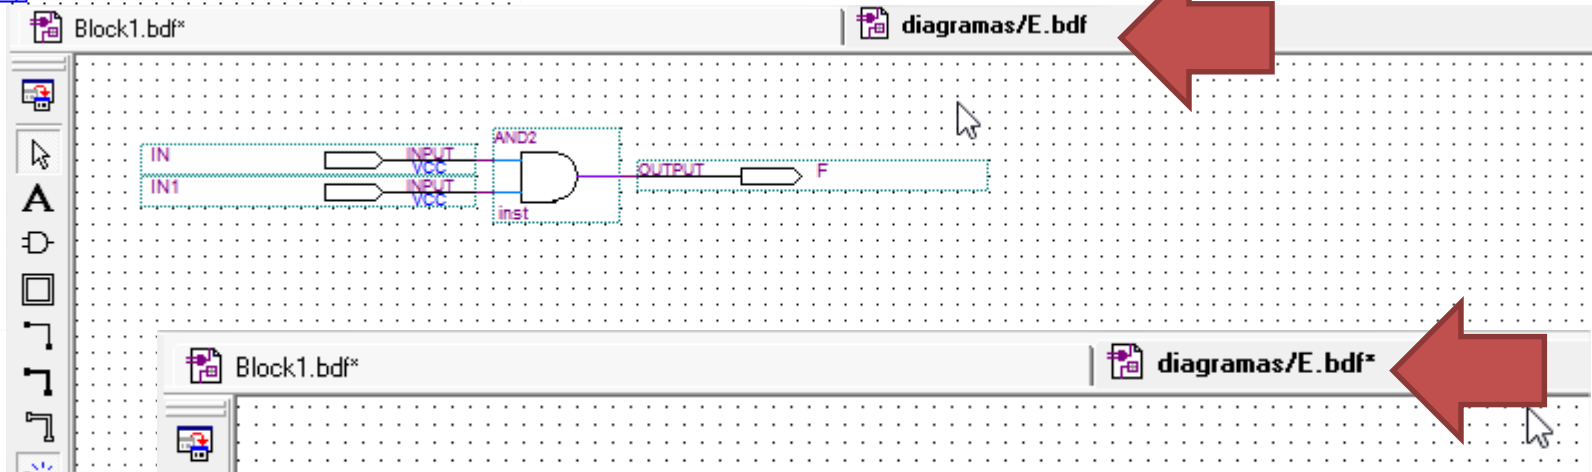 Block1.bdf*
diagramas/E.bdf
AND2
IN
INPUT
VCC
OUTPUT
F
IN1
INPUT
VCC
inst
A
Block1.bdf*
diagramas/E.bdf*